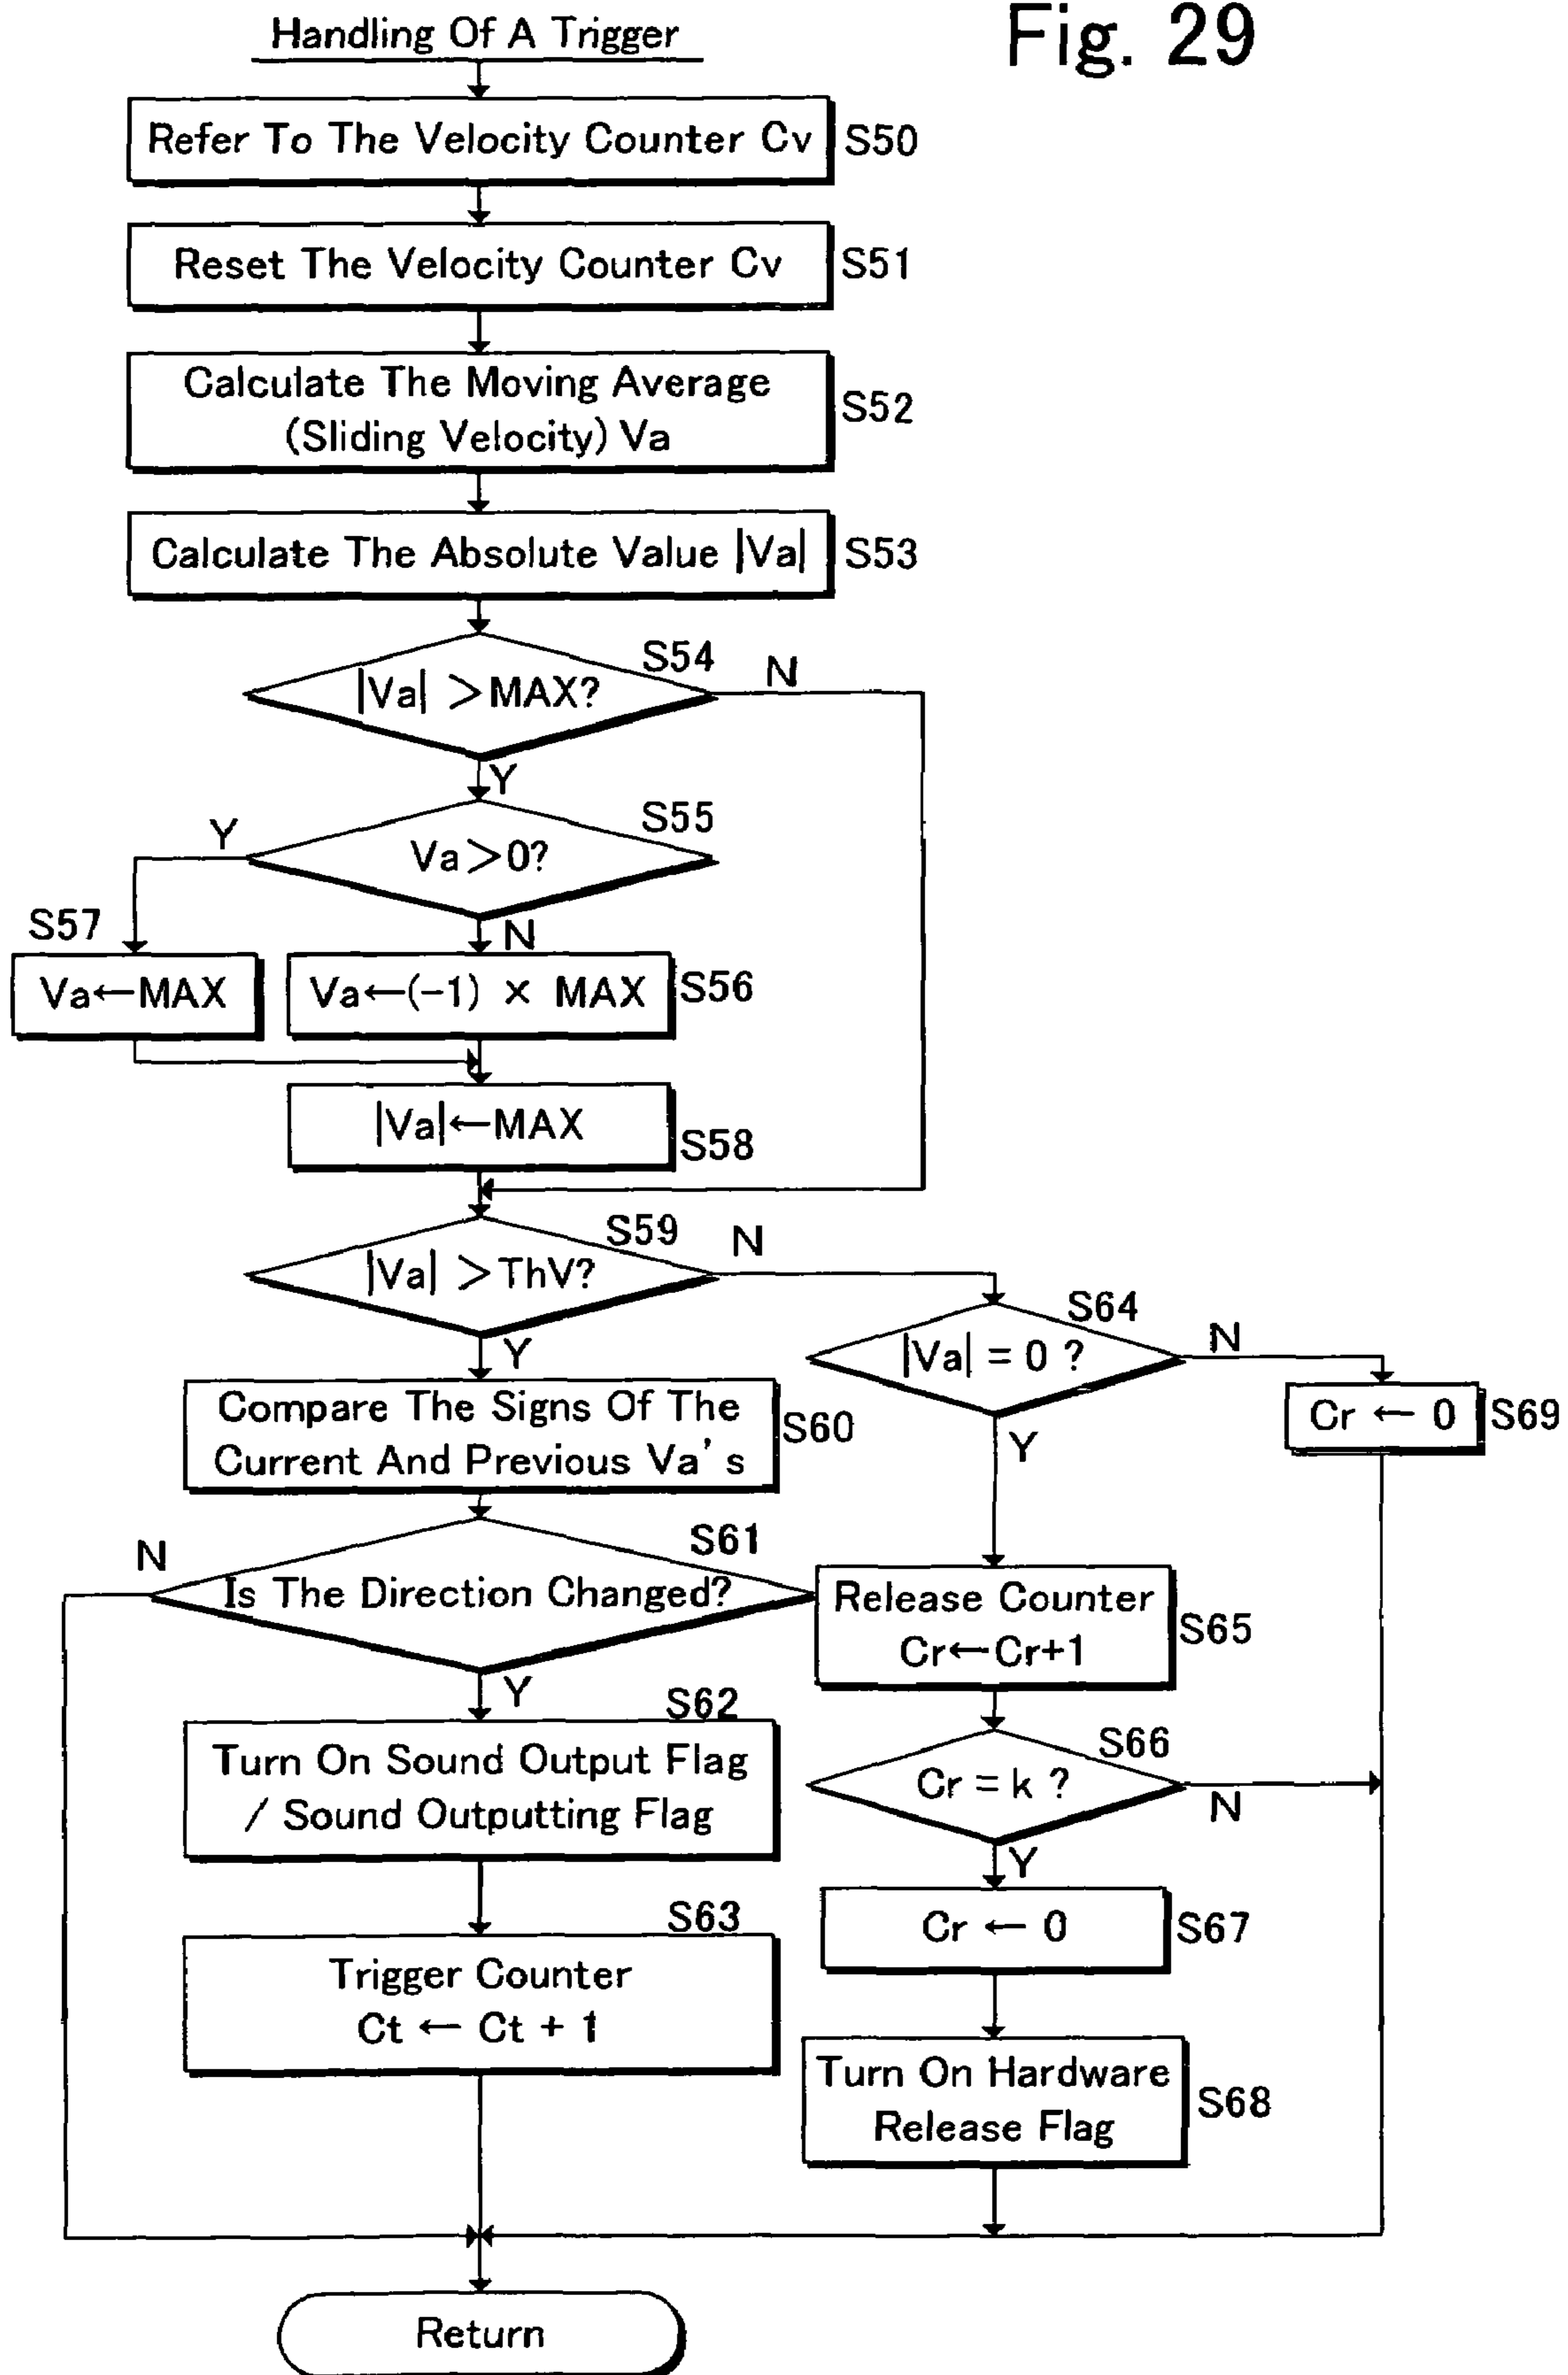 Fig. 29
Handling Of A Trigger
Refer To The Velocity Counter Cv
S50
Reset The Velocity Counter Cv
S51
Calculate The Moving Average
(Sliding Velocity) Va
S52
Calculate The Absolute Value |Va|
S53
S54
|Va| >MAX?
N
Y
S55
Va>0?
Y
N
S57
Va←MAX
Va←(-1) × MAX
S56
|Va|←MAX
S58
S59
|Va| >ThV?
N
Y
S64
|Va| = 0 ?
N
Y
Cr ← 0
S69
Compare The Signs Of The
Current And Previous Va's
S60
S61
Is The Direction Changed?
N
Y
Release Counter
Cr←Cr+1
S65
S62
Turn On Sound Output Flag
/ Sound Outputting Flag
S66
Cr = k ?
N
Y
Cr ← 0
S67
S63
Trigger Counter
Ct ← Ct + 1
Turn On Hardware
Release Flag
S68
Return